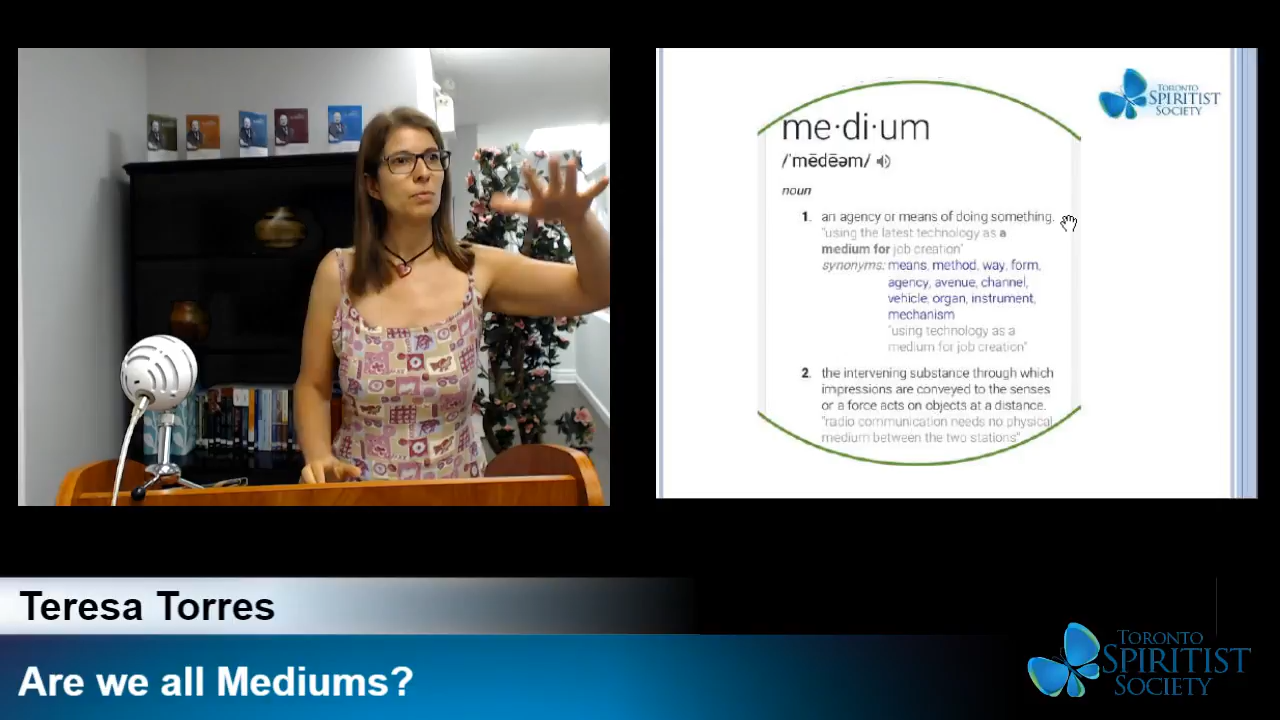 me·di·um
/ˈmēdēəm/
noun
1. an agency or means of doing something.
"using the latest technology as a
medium for job creation"
synonyms: means, method, way, form,
agency, avenue, channel,
vehicle, organ, instrument,
mechanism
"using technology as a
medium for job creation"
2. the intervening substance through which
impressions are conveyed to the senses
or a force acts on objects at a distance.
"radio communication needs no physical
medium between the two stations"
TORONTO
SPIRITIST
SOCIETY
Teresa Torres
Are we all Mediums?
TORONTO
SPIRITIST
SOCIETY